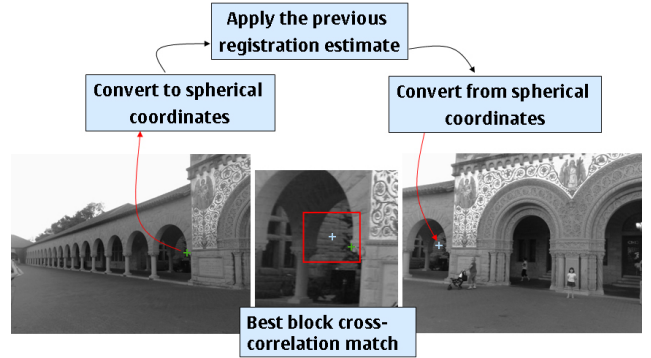 Apply the previous
registration estimate
Convert to spherical
coordinates
Convert from spherical
coordinates
Best block cross-
correlation match